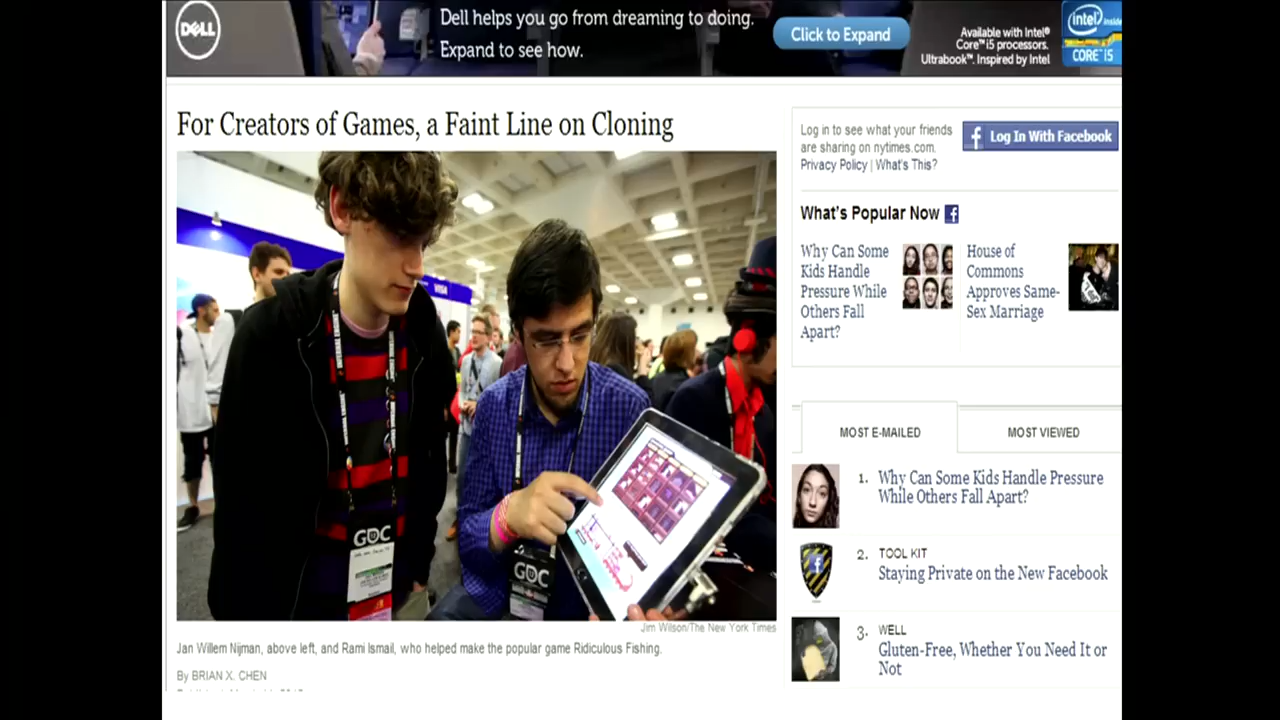 DELL
Dell helps you go from dreaming to doing.
Expand to see how.
Click to Expand
Available with Intel®
Core™ i5 processors.
Ultrabook™. Inspired by Intel
intel inside
CORE™ i5
For Creators of Games, a Faint Line on Cloning
VISA
GDC
GDC
Jim Wilson/The New York Times
Jan Willem Nijman, above left, and Rami Ismail, who helped make the popular game Ridiculous Fishing.
By BRIAN X. CHEN
Log in to see what your friends
are sharing on nytimes.com.
Privacy Policy | What's This?
f Log In With Facebook
What's Popular Now f
Why Can Some
Kids Handle
Pressure While
Others Fall
Apart?
House of
Commons
Approves Same-
Sex Marriage
MOST E-MAILED
MOST VIEWED
1. Why Can Some Kids Handle Pressure
While Others Fall Apart?
2. TOOL KIT
Staying Private on the New Facebook
3. WELL
Gluten-Free, Whether You Need It or
Not